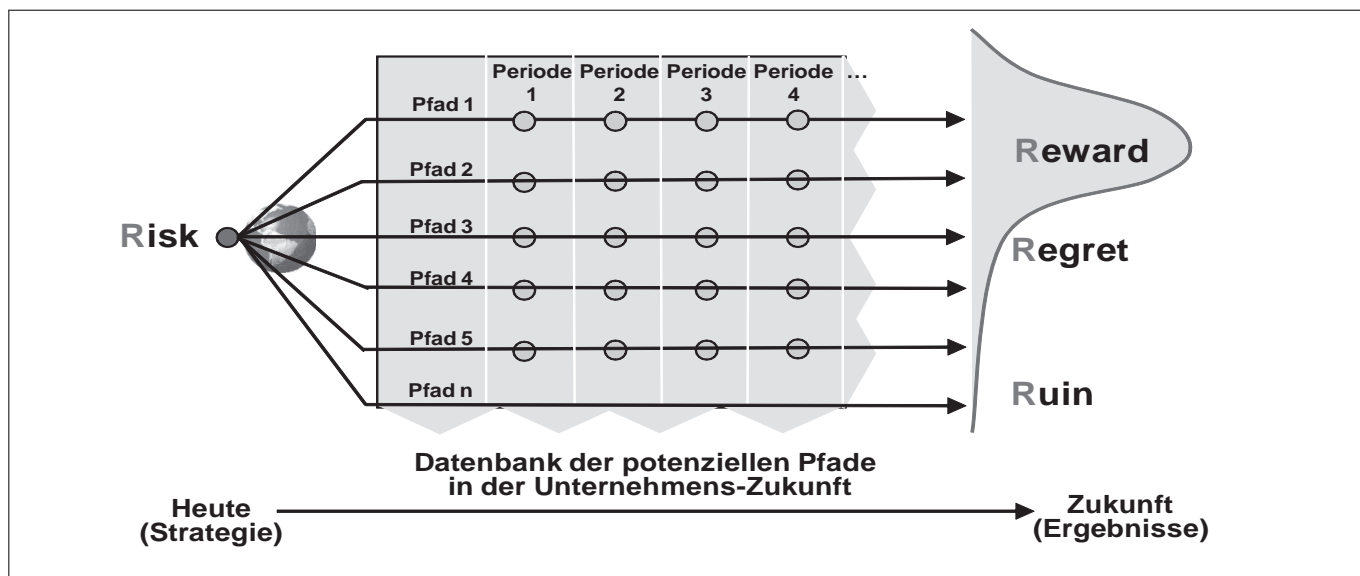 Periode Periode Periode Periode ...
1 2 3 4
Pfad 1
Pfad 2
Pfad 3
Pfad 4
Pfad 5
Pfad n
Risk
Reward
Regret
Ruin
Datenbank der potenziellen Pfade
in der Unternehmens-Zukunft
Heute
(Strategie)
Zukunft
(Ergebnisse)